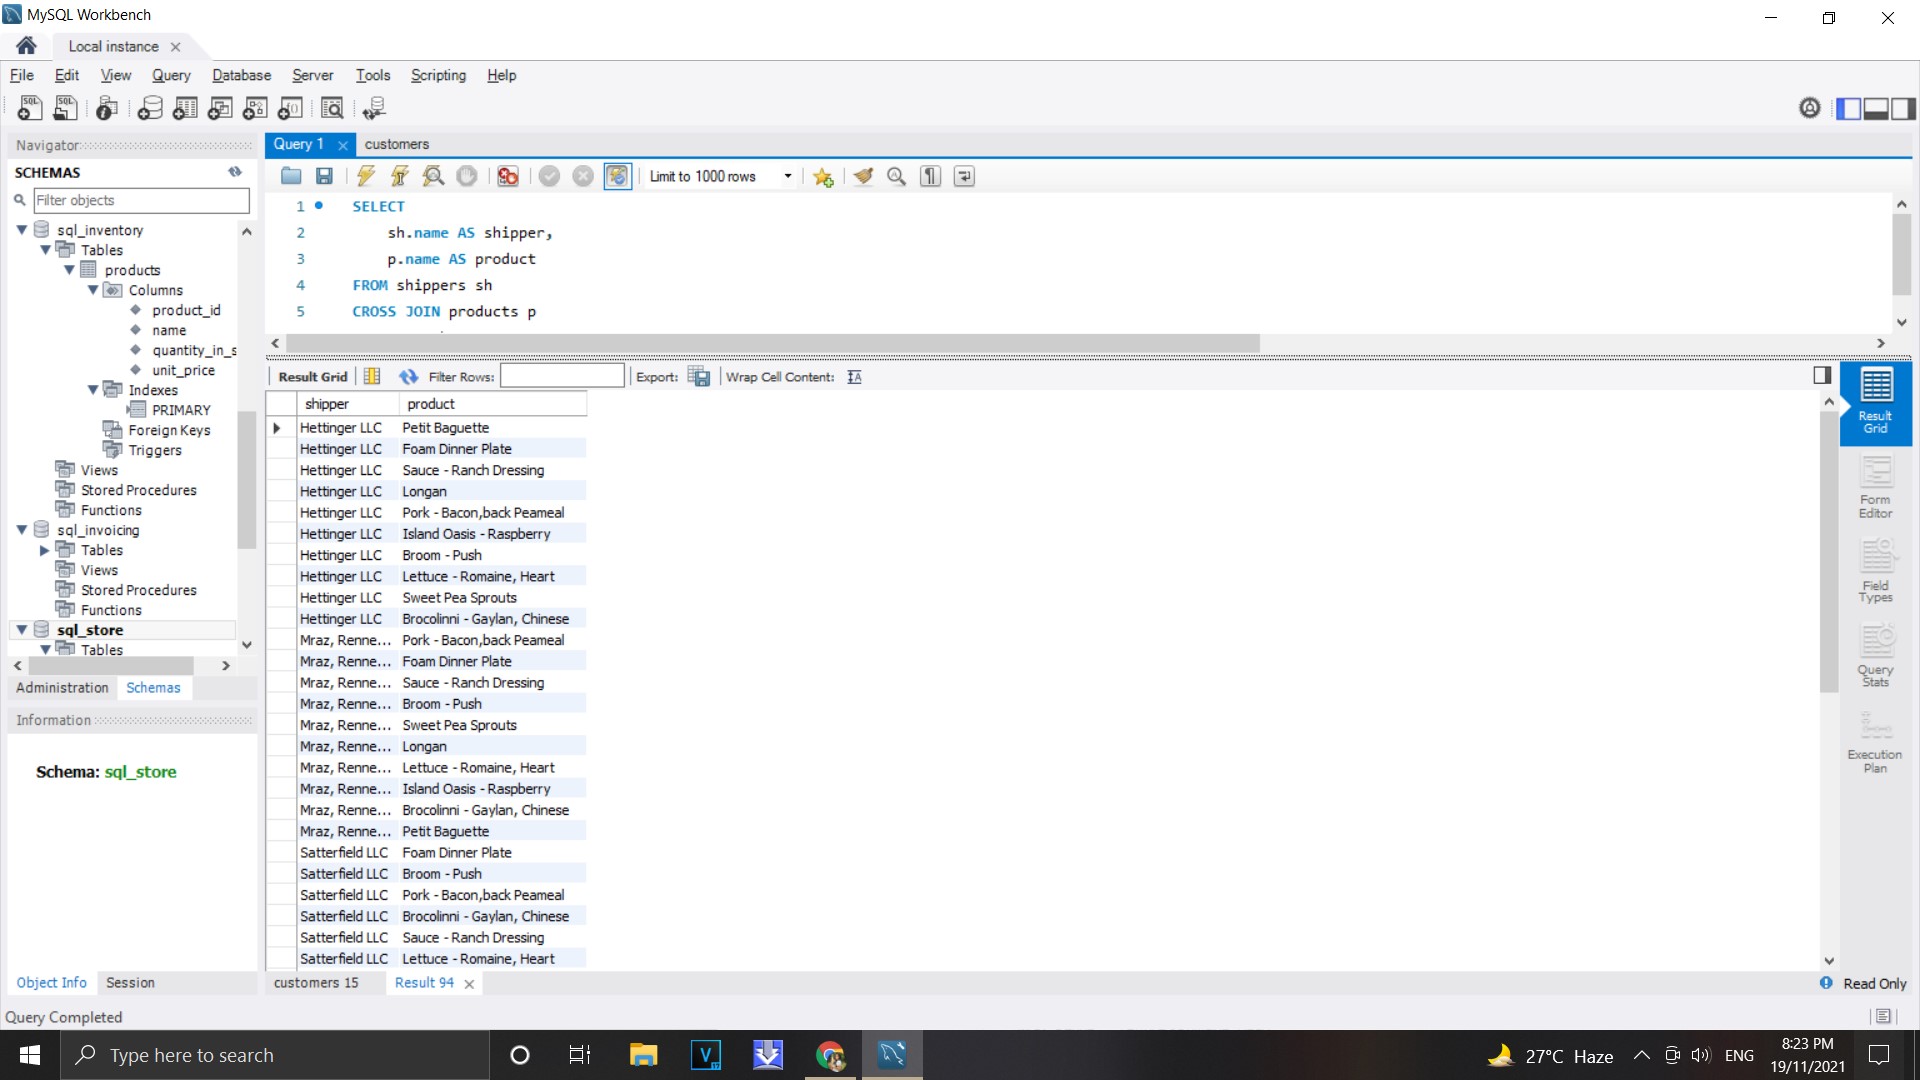 MySQL Workbench
Local instance
File Edit View Query Database Server Tools Scripting Help
Navigator
SCHEMAS
Filter objects
sql_inventory
Tables
products
Columns
product_id
name
quantity_in_s
unit_price
Indexes
PRIMARY
Foreign Keys
Triggers
Views
Stored Procedures
Functions
sql_invoicing
Tables
Views
Stored Procedures
Functions
sql_store
Tables
Administration Schemas
Information
Schema: sql_store
Object Info Session
Query 1 customers
Limit to 1000 rows
1 SELECT
2 sh.name AS shipper,
3 p.name AS product
4 FROM shippers sh
5 CROSS JOIN products p
Result Grid Filter Rows: Export: Wrap Cell Content:
shipper product
Hettinger LLC Petit Baguette
Hettinger LLC Foam Dinner Plate
Hettinger LLC Sauce - Ranch Dressing
Hettinger LLC Longan
Hettinger LLC Pork - Bacon,back Peameal
Hettinger LLC Island Oasis - Raspberry
Hettinger LLC Broom - Push
Hettinger LLC Lettuce - Romaine, Heart
Hettinger LLC Sweet Pea Sprouts
Hettinger LLC Brocolinni - Gaylan, Chinese
Mraz, Renne... Pork - Bacon,back Peameal
Mraz, Renne... Foam Dinner Plate
Mraz, Renne... Sauce - Ranch Dressing
Mraz, Renne... Broom - Push
Mraz, Renne... Sweet Pea Sprouts
Mraz, Renne... Longan
Mraz, Renne... Lettuce - Romaine, Heart
Mraz, Renne... Island Oasis - Raspberry
Mraz, Renne... Brocolinni - Gaylan, Chinese
Mraz, Renne... Petit Baguette
Satterfield LLC Foam Dinner Plate
Satterfield LLC Broom - Push
Satterfield LLC Pork - Bacon,back Peameal
Satterfield LLC Brocolinni - Gaylan, Chinese
Satterfield LLC Sauce - Ranch Dressing
Satterfield LLC Lettuce - Romaine, Heart
Result
Grid
Form
Editor
Field
Types
Query
Stats
Execution
Plan
customers 15 Result 94
Read Only
Query Completed
Type here to search
27°C Haze
ENG
8:23 PM
19/11/2021